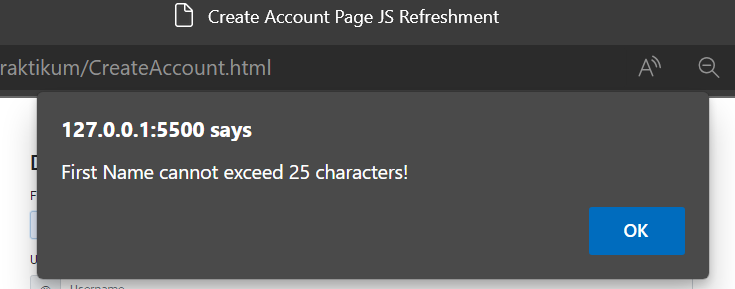 Create Account Page JS Refreshment
raktikum/CreateAccount.html
127.0.0.1:5500 says
First Name cannot exceed 25 characters!
OK